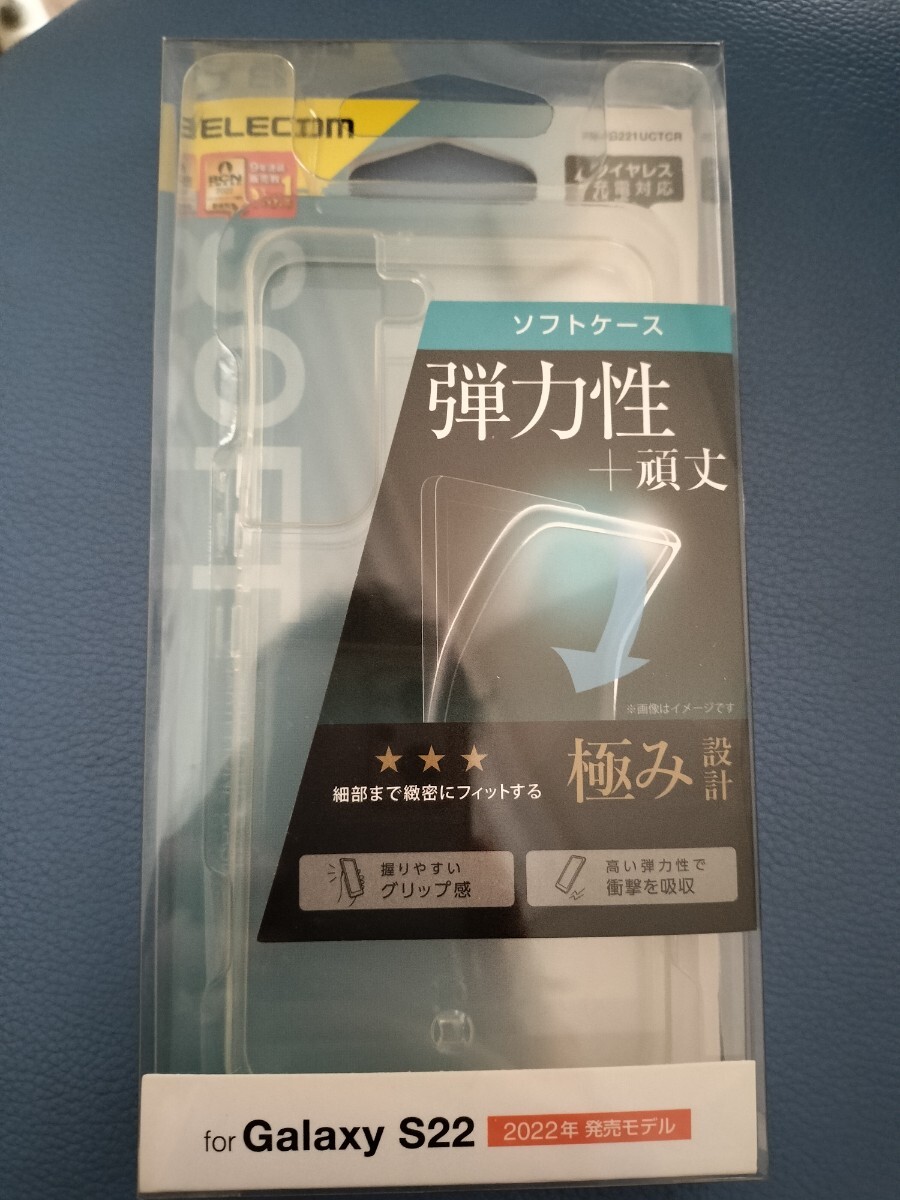 ELECOM
G221UCTCR
BCN
ワイヤレス
充電対応
SOFT
ソフトケース
弾力性
＋頑丈
※画像はイメージです
★★★
細部まで緻密にフィットする
極み設計
握りやすい
グリップ感
高い弾力性で
衝撃を吸収
for Galaxy S22 2022年 発売モデル